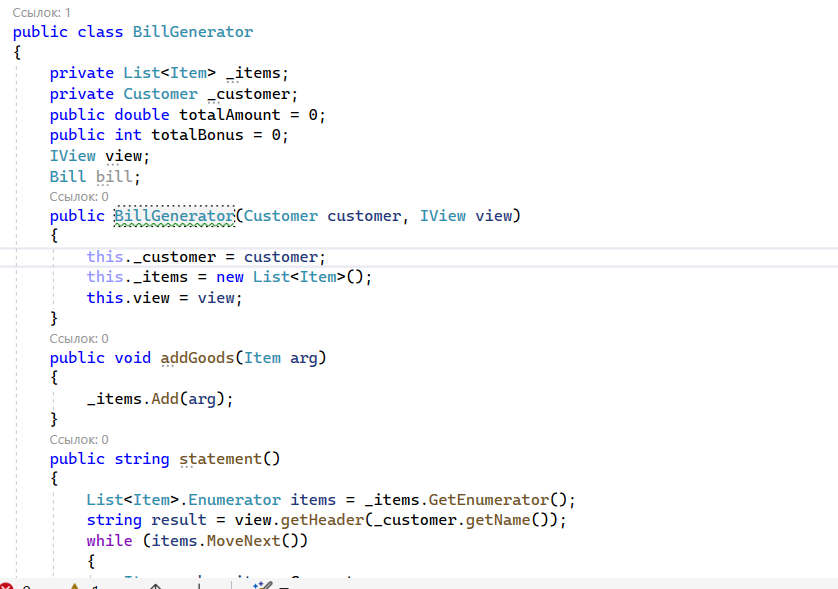 Ссылок: 1
public class BillGenerator
{
private List<Item> _items;
private Customer _customer;
public double totalAmount = 0;
public int totalBonus = 0;
IView view;
Bill bill;
Ссылок: 0
public BillGenerator(Customer customer, IView view)
{
this._customer = customer;
this._items = new List<Item>();
this.view = view;
}
Ссылок: 0
public void addGoods(Item arg)
{
_items.Add(arg);
}
Ссылок: 0
public string statement()
{
List<Item>.Enumerator items = _items.GetEnumerator();
string result = view.getHeader(_customer.getName());
while (items.MoveNext())
{